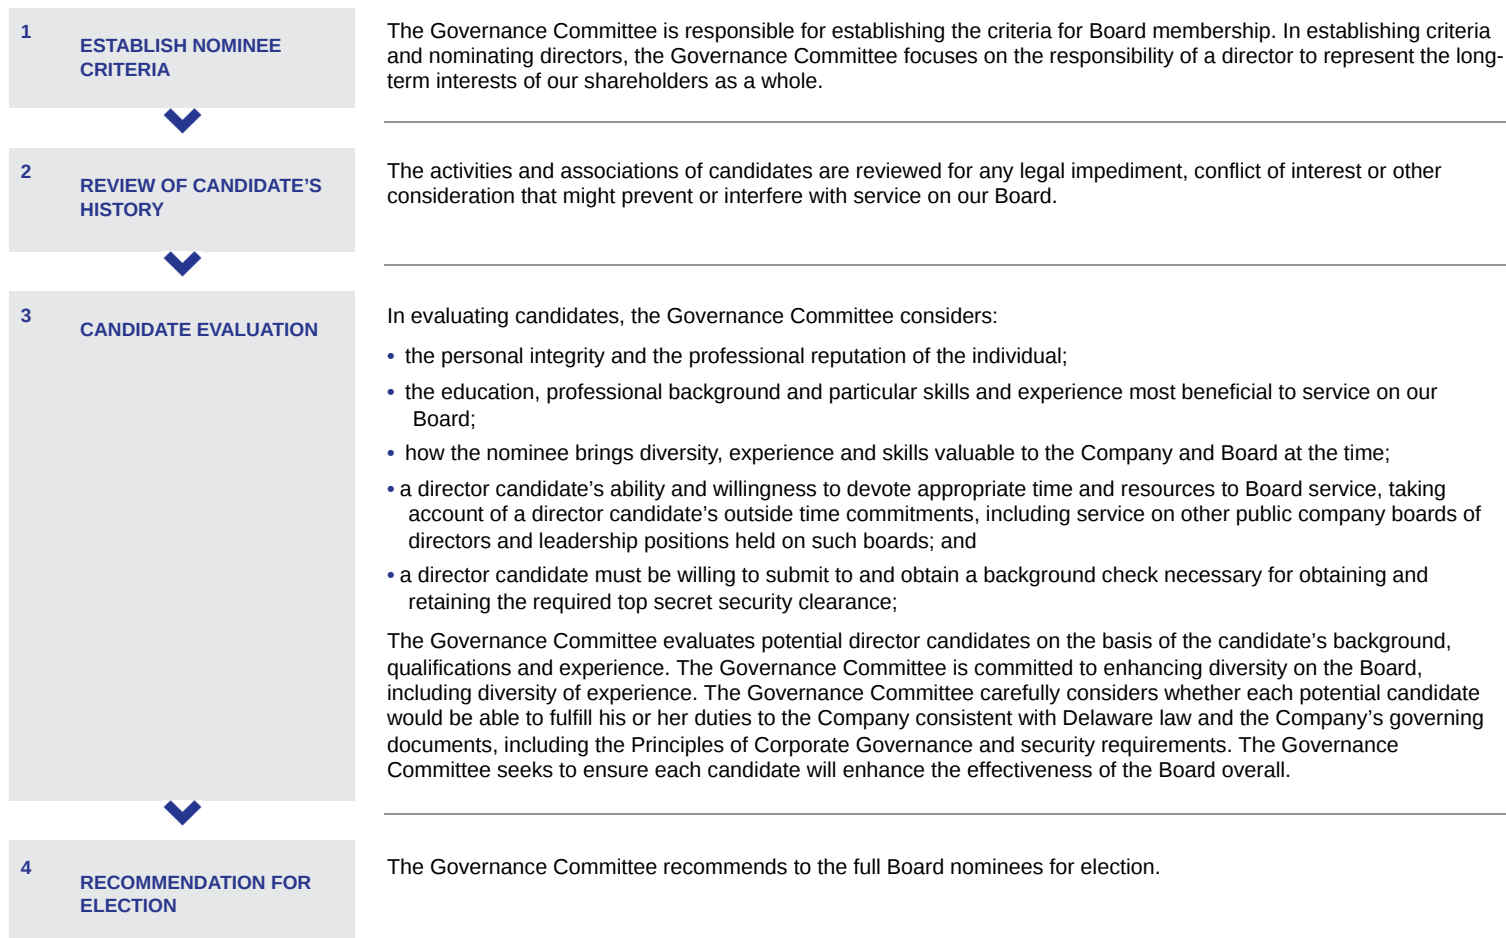 1
ESTABLISH NOMINEE
CRITERIA
The Governance Committee is responsible for establishing the criteria for Board membership. In establishing criteria
and nominating directors, the Governance Committee focuses on the responsibility of a director to represent the long-
term interests of our shareholders as a whole.
2
REVIEW OF CANDIDATE’S
HISTORY
The activities and associations of candidates are reviewed for any legal impediment, conflict of interest or other
consideration that might prevent or interfere with service on our Board.
3
CANDIDATE EVALUATION
In evaluating candidates, the Governance Committee considers:
• the personal integrity and the professional reputation of the individual;
• the education, professional background and particular skills and experience most beneficial to service on our
Board;
• how the nominee brings diversity, experience and skills valuable to the Company and Board at the time;
• a director candidate’s ability and willingness to devote appropriate time and resources to Board service, taking
account of a director candidate’s outside time commitments, including service on other public company boards of
directors and leadership positions held on such boards; and
• a director candidate must be willing to submit to and obtain a background check necessary for obtaining and
retaining the required top secret security clearance;
The Governance Committee evaluates potential director candidates on the basis of the candidate’s background,
qualifications and experience. The Governance Committee is committed to enhancing diversity on the Board,
including diversity of experience. The Governance Committee carefully considers whether each potential candidate
would be able to fulfill his or her duties to the Company consistent with Delaware law and the Company’s governing
documents, including the Principles of Corporate Governance and security requirements. The Governance
Committee seeks to ensure each candidate will enhance the effectiveness of the Board overall.
4
RECOMMENDATION FOR
ELECTION
The Governance Committee recommends to the full Board nominees for election.